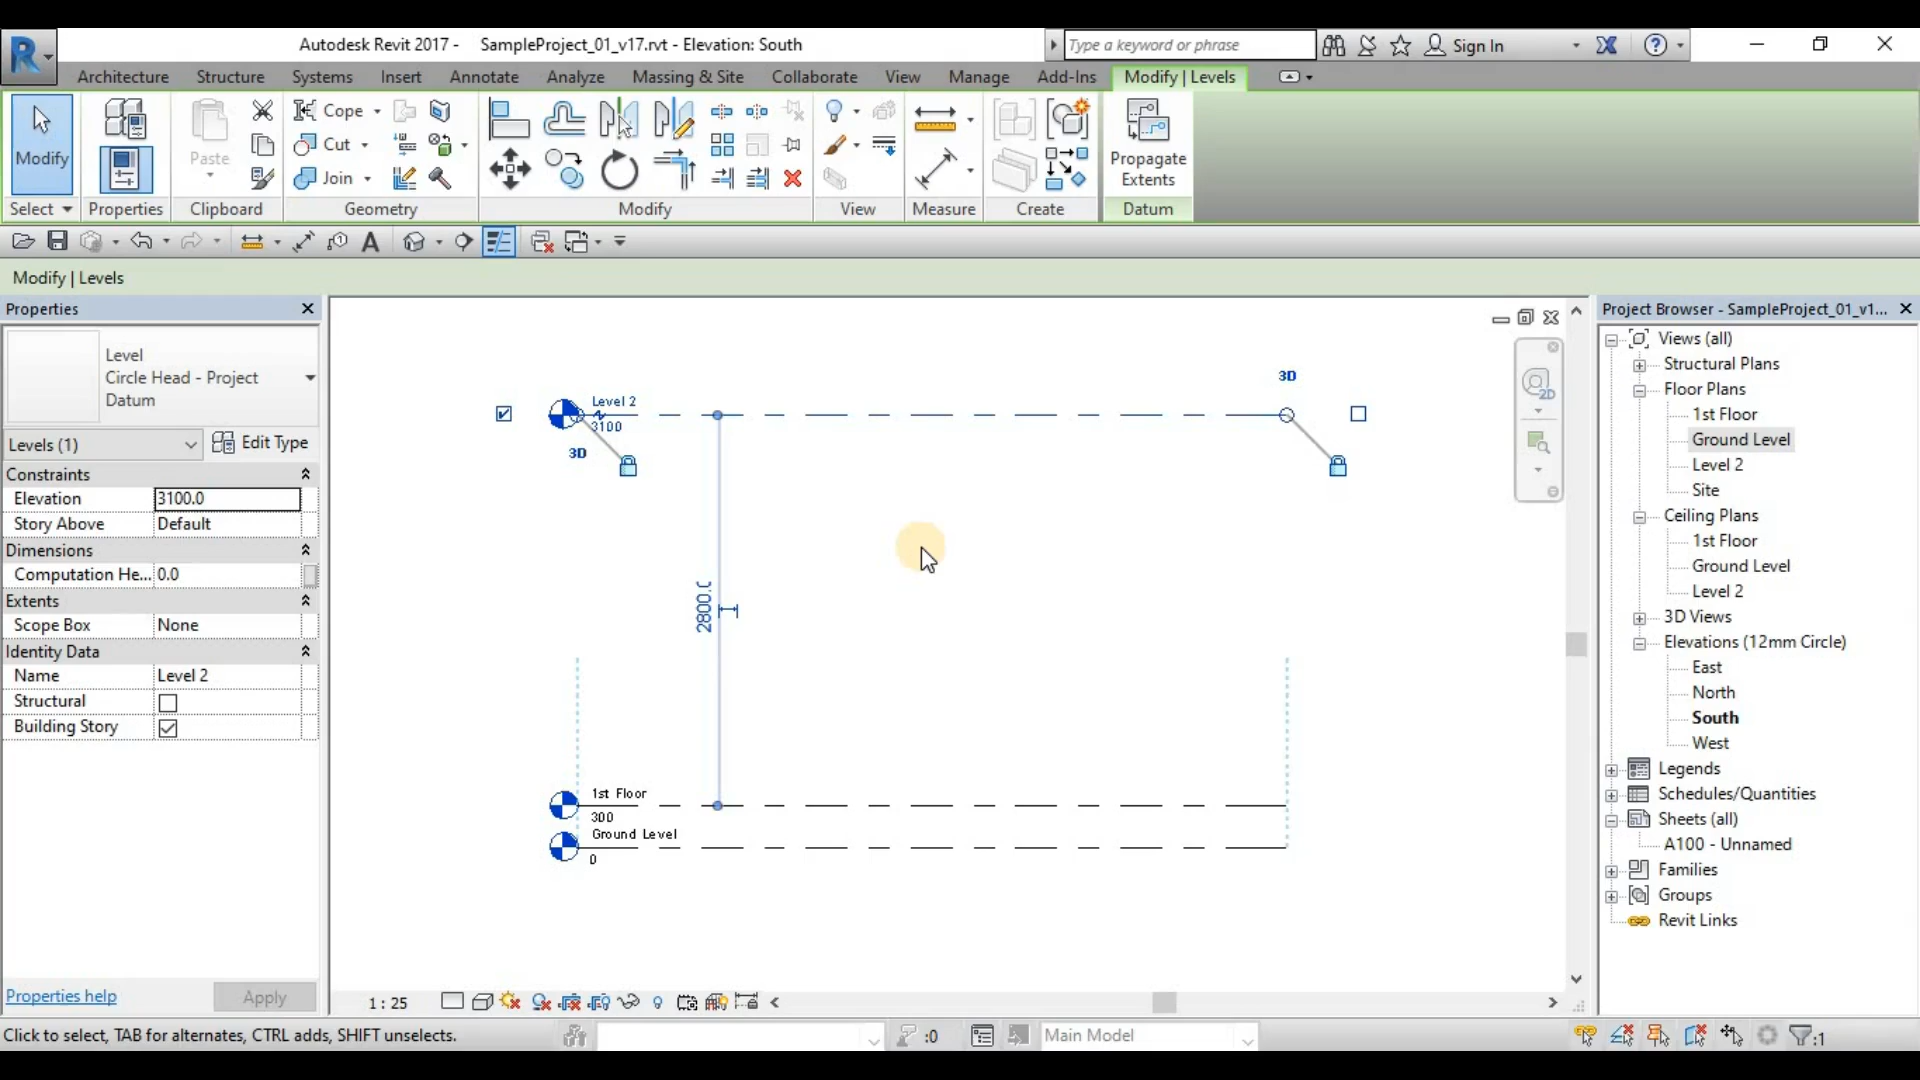 Autodesk Revit 2017 - SampleProject_01_v17.rvt - Elevation: South
Type a keyword or phrase
Sign In
Architecture Structure Systems Insert Annotate Analyze Massing & Site Collaborate View Manage Add-Ins Modify | Levels
Modify
Paste
Cope
Cut
Join
Propagate
Extents
Select Properties Clipboard Geometry Modify View Measure Create Datum
Modify | Levels
Properties
Level
Circle Head - Project
Datum
Levels (1)
Edit Type
Constraints
Elevation 3100.0
Story Above Default
Dimensions
Computation He... 0.0
Extents
Scope Box None
Identity Data
Name Level 2
Structural
Building Story
Properties help
Apply
3D
Level 2
3100
3D
2800.0
1st Floor
300
Ground Level
0
2D
1 : 25
Project Browser - SampleProject_01_v1...
Views (all)
Structural Plans
Floor Plans
1st Floor
Ground Level
Level 2
Site
Ceiling Plans
1st Floor
Ground Level
Level 2
3D Views
Elevations (12mm Circle)
East
North
South
West
Legends
Schedules/Quantities
Sheets (all)
A100 - Unnamed
Families
Groups
Revit Links
Click to select, TAB for alternates, CTRL adds, SHIFT unselects.
:0
Main Model
:1